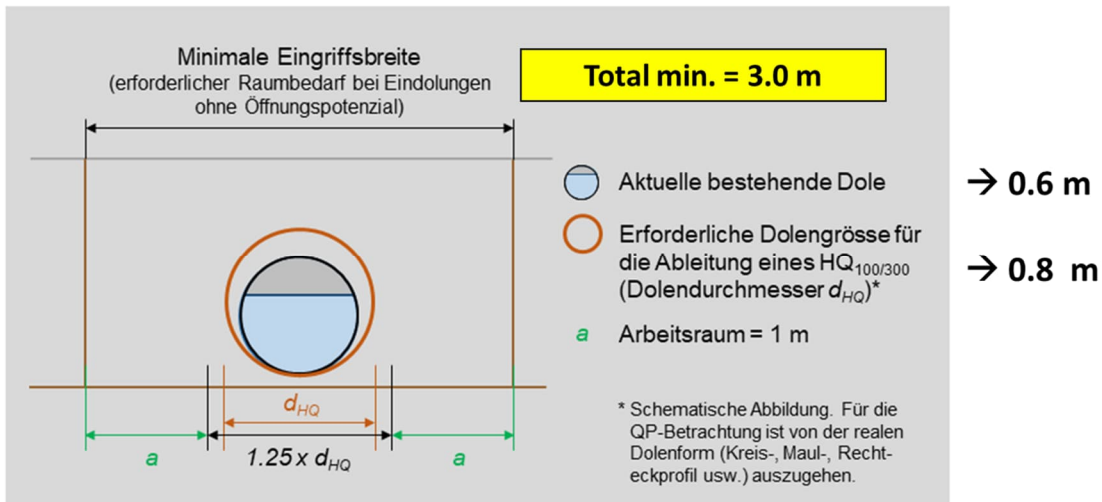 Minimale Eingriffsbreite
(erforderlicher Raumbedarf bei Eindolungen
ohne Öffnungspotenzial)
Total min. = 3.0 m
Aktuelle bestehende Dole
→ 0.6 m
Erforderliche Dolengrösse für
die Ableitung eines HQ100/300
(Dolendurchmesser dHQ)*
→ 0.8 m
a Arbeitsraum = 1 m
dHQ
a
1.25 x dHQ
a
* Schematische Abbildung. Für die
QP-Betrachtung ist von der realen
Dolenform (Kreis-, Maul-, Recht-
eckprofil usw.) auszugehen.